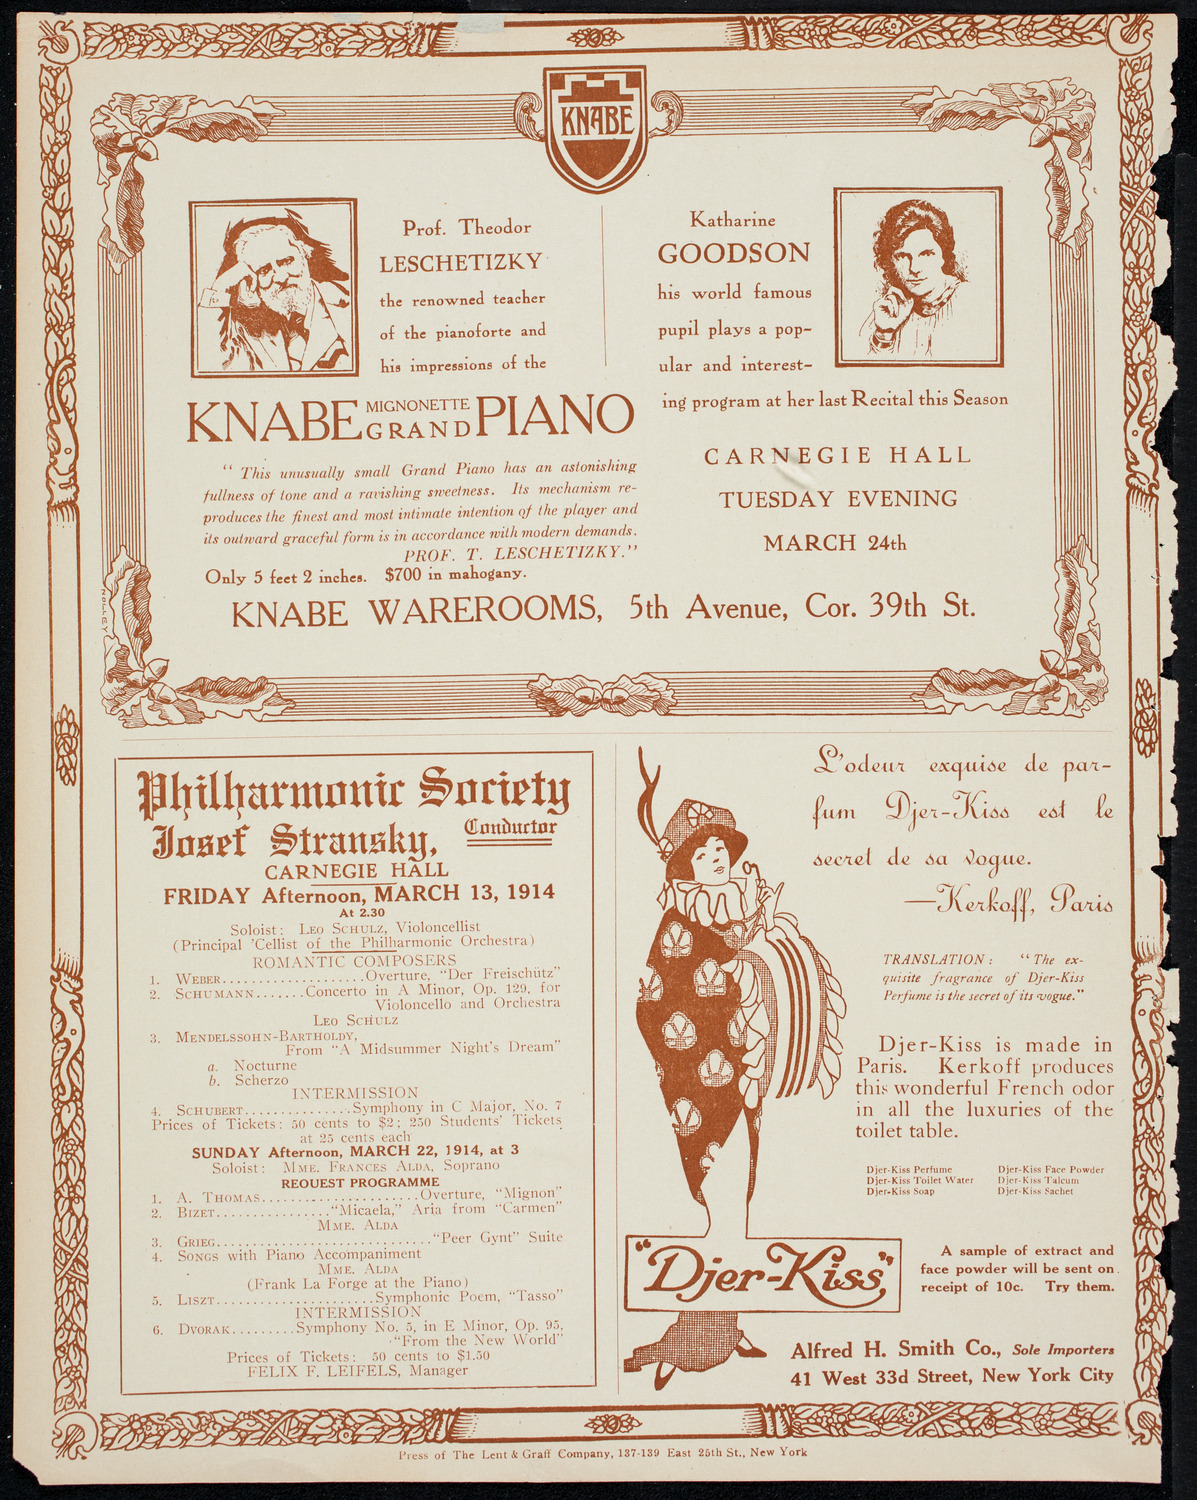 KNABE
Prof. Theodor
LESCHETIZKY
the renowned teacher
of the pianoforte and
his impressions of the
KNABE MIGNONETTE GRAND PIANO
" This unusually small Grand Piano has an astonishing
fullness of tone and a ravishing sweetness. Its mechanism re-
produces the finest and most intimate intention of the player and
its outward graceful form is in accordance with modern demands.
PROF. T. LESCHETIZKY."
Only 5 feet 2 inches. $700 in mahogany.
Katharine
GOODSON
his world famous
pupil plays a pop-
ular and interest-
ing program at her last Recital this Season
CARNEGIE HALL
TUESDAY EVENING
MARCH 24th
KNABE WAREROOMS, 5th Avenue, Cor. 39th St.
NOLLEY
Philharmonic Society
Josef Stransky, Conductor
CARNEGIE HALL
FRIDAY Afternoon, MARCH 13, 1914
At 2.30
Soloist: LEO SCHULZ, Violoncellist
(Principal 'Cellist of the Philharmonic Orchestra)
ROMANTIC COMPOSERS
1. WEBER....................Overture, "Der Freischütz"
2. SCHUMANN.......Concerto in A Minor, Op. 129, for
Violoncello and Orchestra
LEO SCHULZ
3. MENDELSSOHN-BARTHOLDY,
From "A Midsummer Night's Dream"
a. Nocturne
b. Scherzo
INTERMISSION
4. SCHUBERT...............Symphony in C Major, No. 7
Prices of Tickets: 50 cents to $2; 250 Students' Tickets
at 25 cents each
SUNDAY Afternoon, MARCH 22, 1914, at 3
Soloist: MME. FRANCES ALDA, Soprano
REQUEST PROGRAMME
1. A. THOMAS......................Overture, "Mignon"
2. BIZET................"Micaela," Aria from "Carmen"
MME. ALDA
3. GRIEG..............................."Peer Gynt" Suite
4. SONGS with Piano Accompaniment
MME. ALDA
(Frank La Forge at the Piano)
5. LISZT.......................Symphonic Poem, "Tasso"
INTERMISSION
6. DVORAK.........Symphony No. 5, in E Minor, Op. 95,
"From the New World"
Prices of Tickets: 50 cents to $1.50
FELIX F. LEIFELS, Manager
L'odeur exquise de par-
fum Djer-Kiss est le
secret de sa vogue.
—Kerkoff, Paris
TRANSLATION: "The ex-
quisite fragrance of Djer-Kiss
Perfume is the secret of its vogue."
Djer-Kiss is made in
Paris. Kerkoff produces
this wonderful French odor
in all the luxuries of the
toilet table.
Djer-Kiss Perfume Djer-Kiss Face Powder
Djer-Kiss Toilet Water Djer-Kiss Talcum
Djer-Kiss Soap Djer-Kiss Sachet
"Djer-Kiss,"
A sample of extract and
face powder will be sent on
receipt of 10c. Try them.
Alfred H. Smith Co., Sole Importers
41 West 33d Street, New York City
Press of The Lent & Graff Company, 137-139 East 25th St., New York